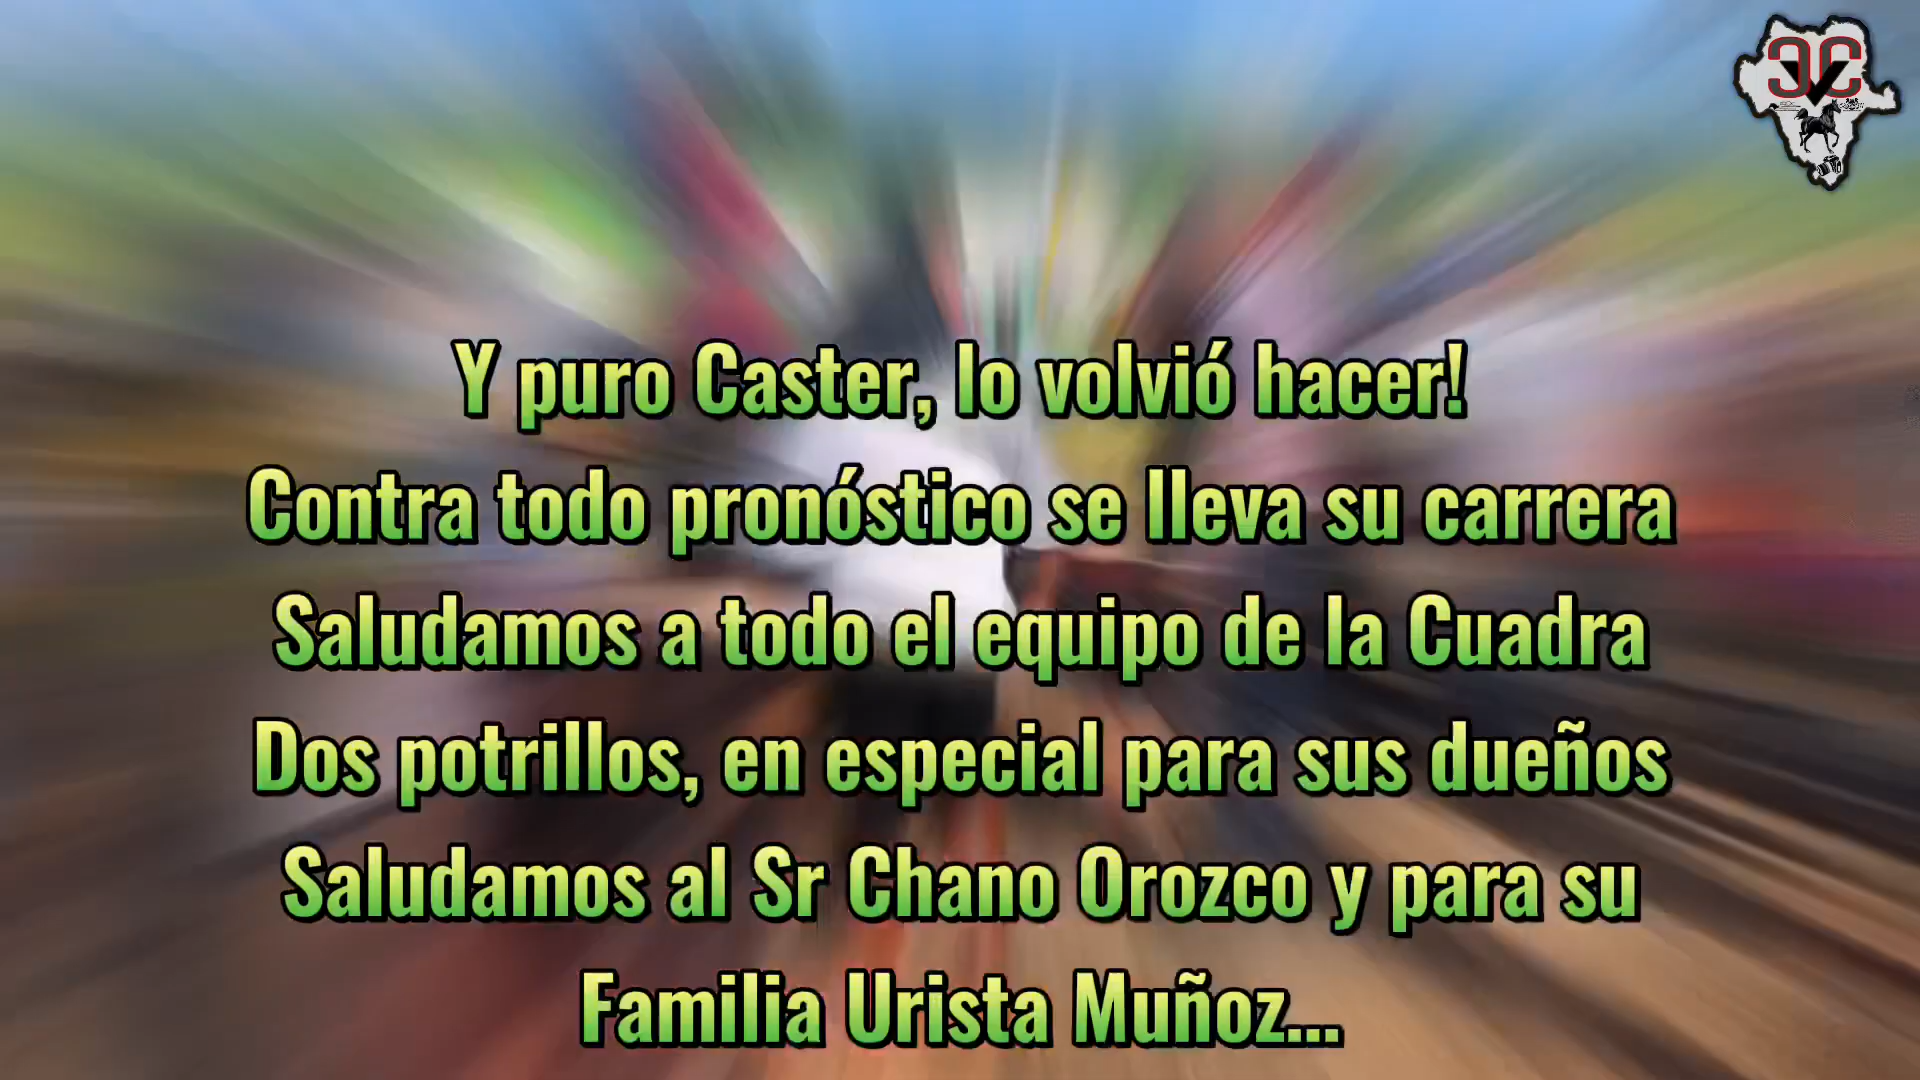 Y puro Caster, lo volvió hacer!
Contra todo pronóstico se lleva su carrera
Saludamos a todo el equipo de la Cuadra
Dos potrillos, en especial para sus dueños
Saludamos al Sr Chano Orozco y para su
Familia Urista Muñoz...